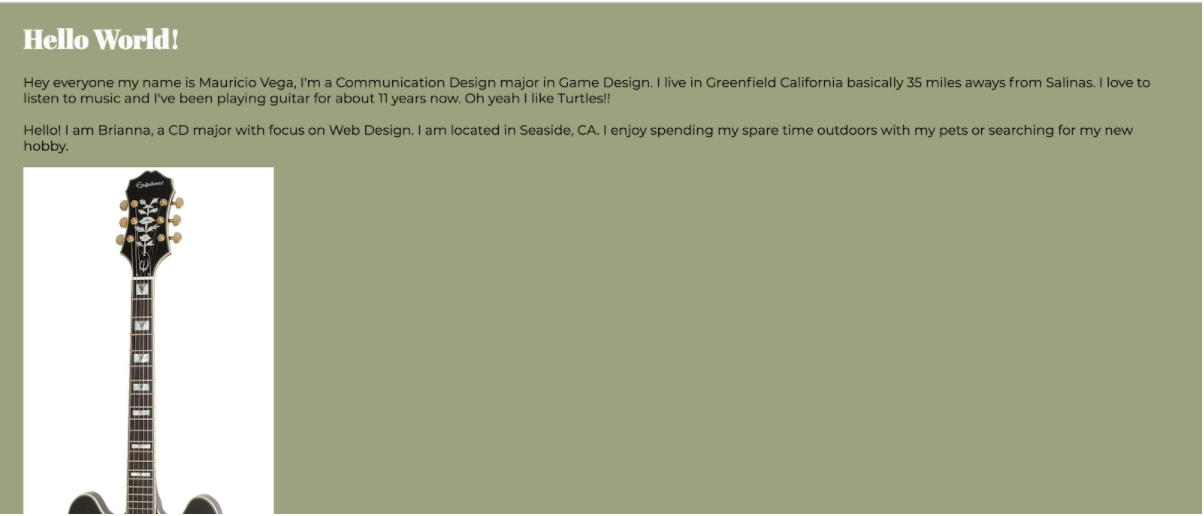 Hello World!
Hey everyone my name is Mauricio Vega, I'm a Communication Design major in Game Design. I live in Greenfield California basically 35 miles aways from Salinas. I love to
listen to music and I've been playing guitar for about 11 years now. Oh yeah I like Turtles!!
Hello! I am Brianna, a CD major with focus on Web Design. I am located in Seaside, CA. I enjoy spending my spare time outdoors with my pets or searching for my new
hobby.
Epiphone